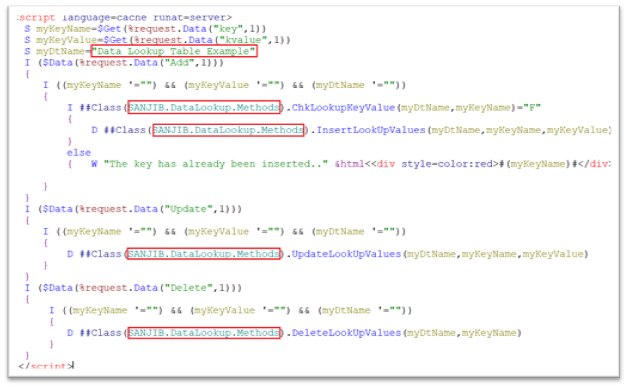 <script language=cache runat=server>
S myKeyName=$Get(%request.Data("key",1))
S myKeyValue=$Get(%request.Data("kvalue",1))
S myDtName="Data Lookup Table Example"
I ($Data(%request.Data("Add",1)))
{
I ((myKeyName '="") && (myKeyValue '="") && (myDtName '=""))
{
I ##Class(SANJIB.DataLookup.Methods).ChkLookupKeyValue(myDtName,myKeyName)="F"
{
D ##Class(SANJIB.DataLookup.Methods).InsertLookUpValues(myDtName,myKeyName,myKeyValue)
}
else
{ W "The key has already been inserted.." &html<<div style=color:red>#(myKeyName)#</div>
}
}
I ($Data(%request.Data("Update",1)))
{
I ((myKeyName '="") && (myKeyValue '="") && (myDtName '=""))
{
D ##Class(SANJIB.DataLookup.Methods).UpdateLookUpValues(myDtName,myKeyName,myKeyValue)
}
}
I ($Data(%request.Data("Delete",1)))
{
I ((myKeyName '="") && (myKeyValue '="") && (myDtName '=""))
{
D ##Class(SANJIB.DataLookup.Methods).DeleteLookUpValues(myDtName,myKeyName)
}
}
</script>